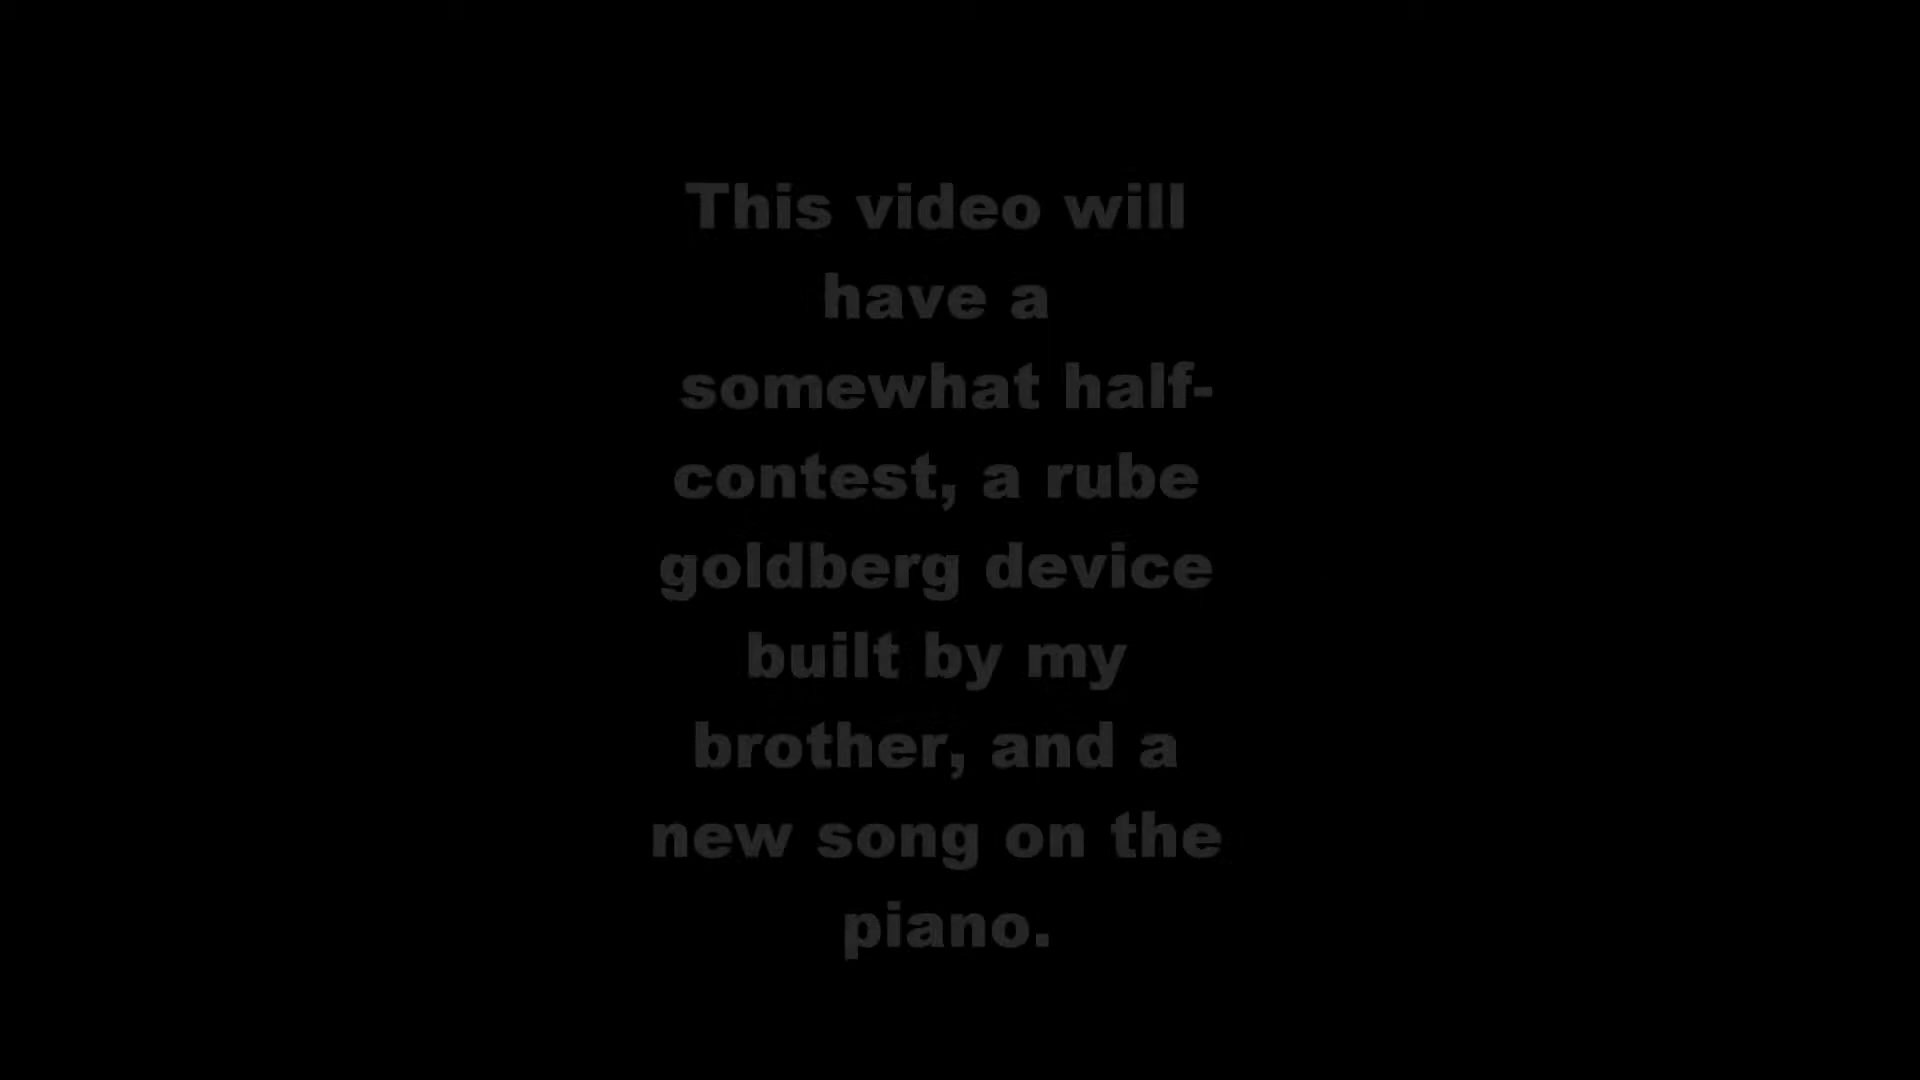 This video will
have a
somewhat half-
contest, a rube
goldberg device
built by my
brother, and a
new song on the
piano.